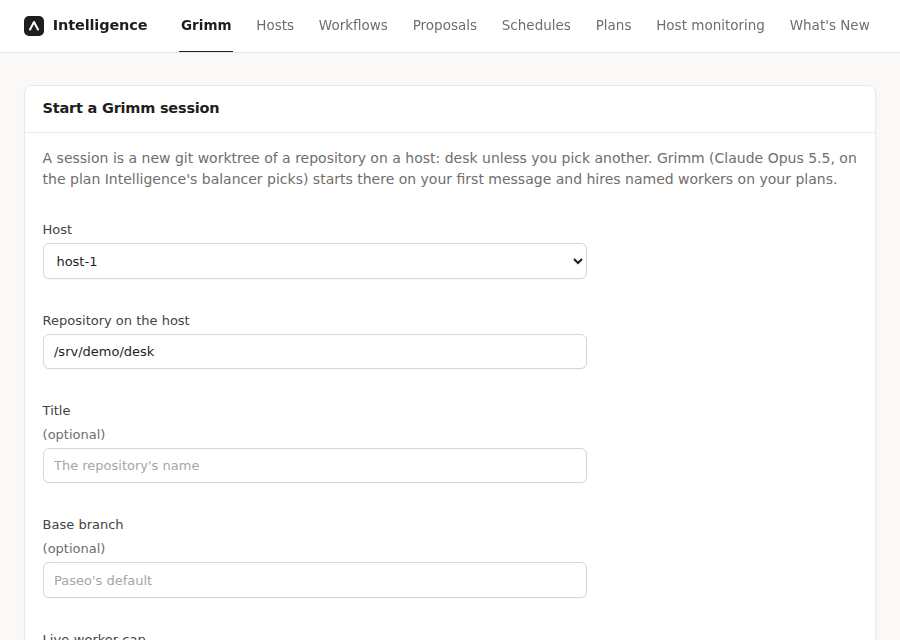 Intelligence Grimm Hosts Workflows Proposals Schedules Plans Host monitoring What's New
Start a Grimm session
A session is a new git worktree of a repository on a host: desk unless you pick another. Grimm (Claude Opus 5.5, on
the plan Intelligence's balancer picks) starts there on your first message and hires named workers on your plans.
Host
host-1
Repository on the host
/srv/demo/desk
Title
(optional)
The repository's name
Base branch
(optional)
Paseo's default
Live worker cap